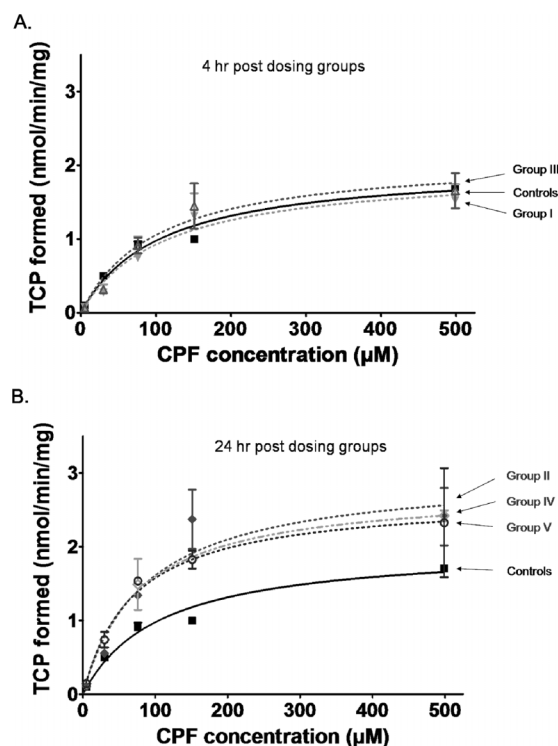 A.
4 hr post dosing groups
TCP formed (nmol/min/mg)
3
2
1
0
0 100 200 300 400 500
CPF concentration (µM)
Group III
Controls
Group I
B.
24 hr post dosing groups
TCP formed (nmol/min/mg)
3
2
1
0
0 100 200 300 400 500
CPF concentration (µM)
Group II
Group IV
Group V
Controls